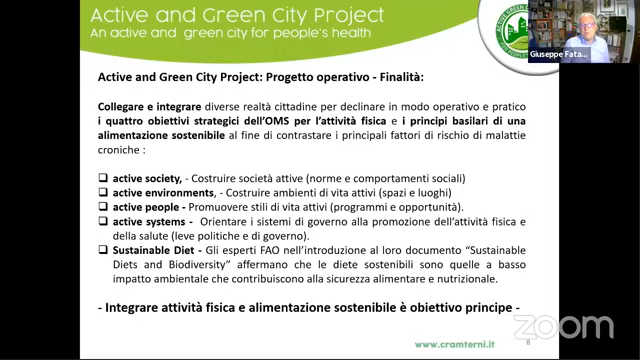 Active and Green City Project
An active and green city for people's health
Giuseppe Fata...
Active and Green City Project: Progetto operativo - Finalità:
Collegare e integrare diverse realtà cittadine per declinare in modo operativo e pratico
i quattro obiettivi strategici dell'OMS per l'attività fisica e i principi basilari di una
alimentazione sostenibile al fine di contrastare i principali fattori di rischio di malattie
croniche :
❑ active society, - Costruire società attive (norme e comportamenti sociali)
❑ active environments, - Costruire ambienti di vita attivi (spazi e luoghi)
❑ active people - Promuovere stili di vita attivi (programmi e opportunità).
❑ active systems - Orientare i sistemi di governo alla promozione dell'attività fisica e
della salute (leve politiche e di governo).
❑ Sustainable Diet - Gli esperti FAO nell'introduzione al loro documento "Sustainable
Diets and Biodiversity" affermano che le diete sostenibili sono quelle a basso
impatto ambientale che contribuiscono alla sicurezza alimentare e nutrizionale.
- Integrare attività fisica e alimentazione sostenibile è obiettivo principe -
zoom
www.cramterni.it
8